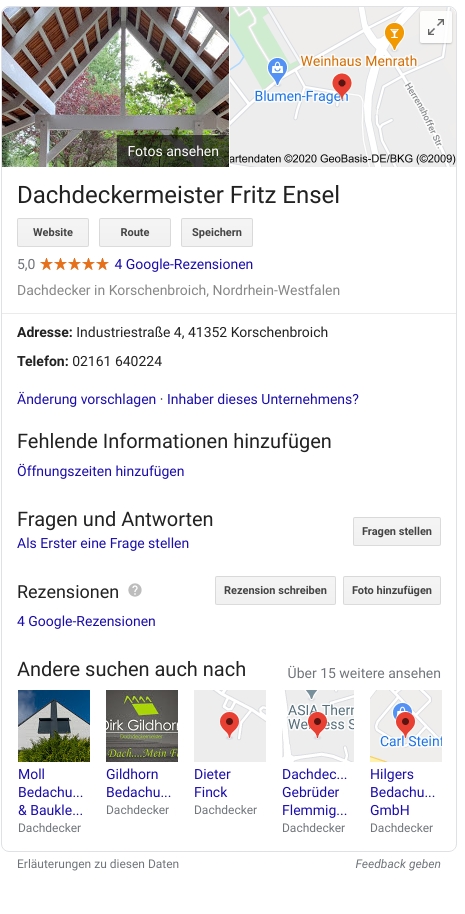 Weinhaus Menrath
Blumen-Fragen
Herrenshoffer Str
Fotos ansehen
artendaten ©2020 GeoBasis-DE/BKG (©2009)
Dachdeckermeister Fritz Ensel
Website Route Speichern
5,0 ★★★★★ 4 Google-Rezensionen
Dachdecker in Korschenbroich, Nordrhein-Westfalen
Adresse: Industriestraße 4, 41352 Korschenbroich
Telefon: 02161 640224
Änderung vorschlagen · Inhaber dieses Unternehmens?
Fehlende Informationen hinzufügen
Öffnungszeiten hinzufügen
Fragen und Antworten
Fragen stellen
Als Erster eine Frage stellen
Rezensionen ? Rezension schreiben Foto hinzufügen
4 Google-Rezensionen
Andere suchen auch nach Über 15 weitere ansehen
Dirk Gildhorn
Dachdeckermeister
Dach....Mein F
ASIA Therm
Wellness S
Carl Steinf
Moll
Bedachu...
& Baukle...
Dachdecker
Gildhorn
Bedachu...
Dachdecker
Dieter
Finck
Dachdecker
Dachdec...
Gebrüder
Flemmig...
Dachdecker
Hilgers
Bedachu...
GmbH
Dachdecker
Erläuterungen zu diesen Daten Feedback geben